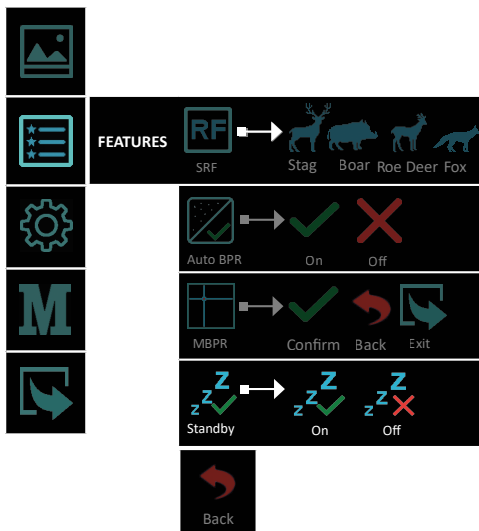 FEATURES
RF
SRF
Stag Boar Roe Deer Fox
Auto BPR On Off
M
MBPR Confirm Back Exit
z z z z z z z z z
Standby On Off
Back